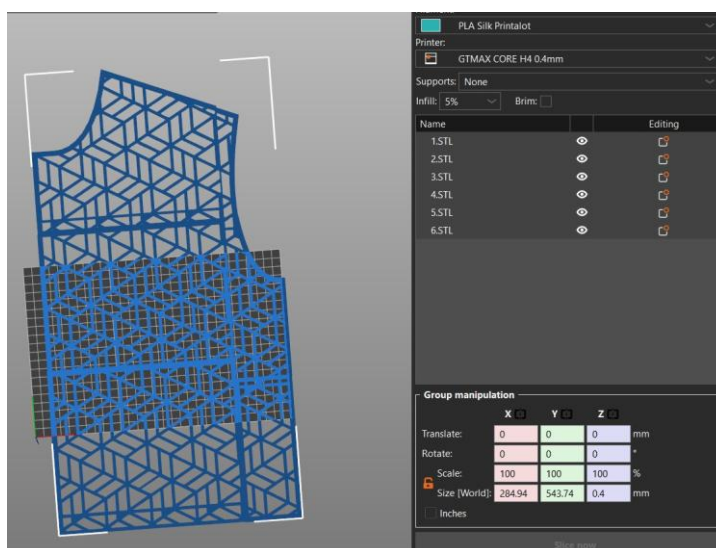 PLA Silk Printalot
Printer:
GTMAX CORE H4 0.4mm
Supports: None
Infill: 5% Brim:
Name Editing
1.STL
2.STL
3.STL
4.STL
5.STL
6.STL
Group manipulation
X Y Z
Translate: 0 0 0 mm
Rotate: 0 0 0 °
Scale: 100 100 100 %
Size [World]: 284.94 543.74 0.4 mm
Inches
Slice now